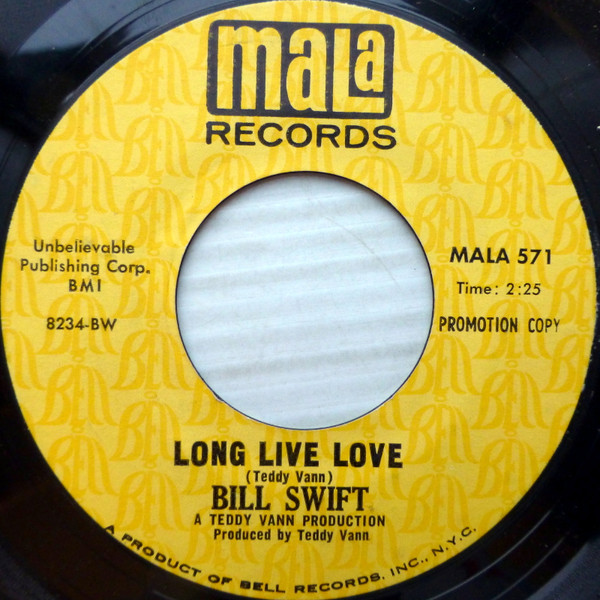 mala
RECORDS
Unbelievable
Publishing Corp.
BMI
8234-BW
MALA 571
Time: 2:25
PROMOTION COPY
LONG LIVE LOVE
(Teddy Vann)
BILL SWIFT
A TEDDY VANN PRODUCTION
Produced by Teddy Vann
A PRODUCT OF BELL RECORDS, INC., N.Y.C.